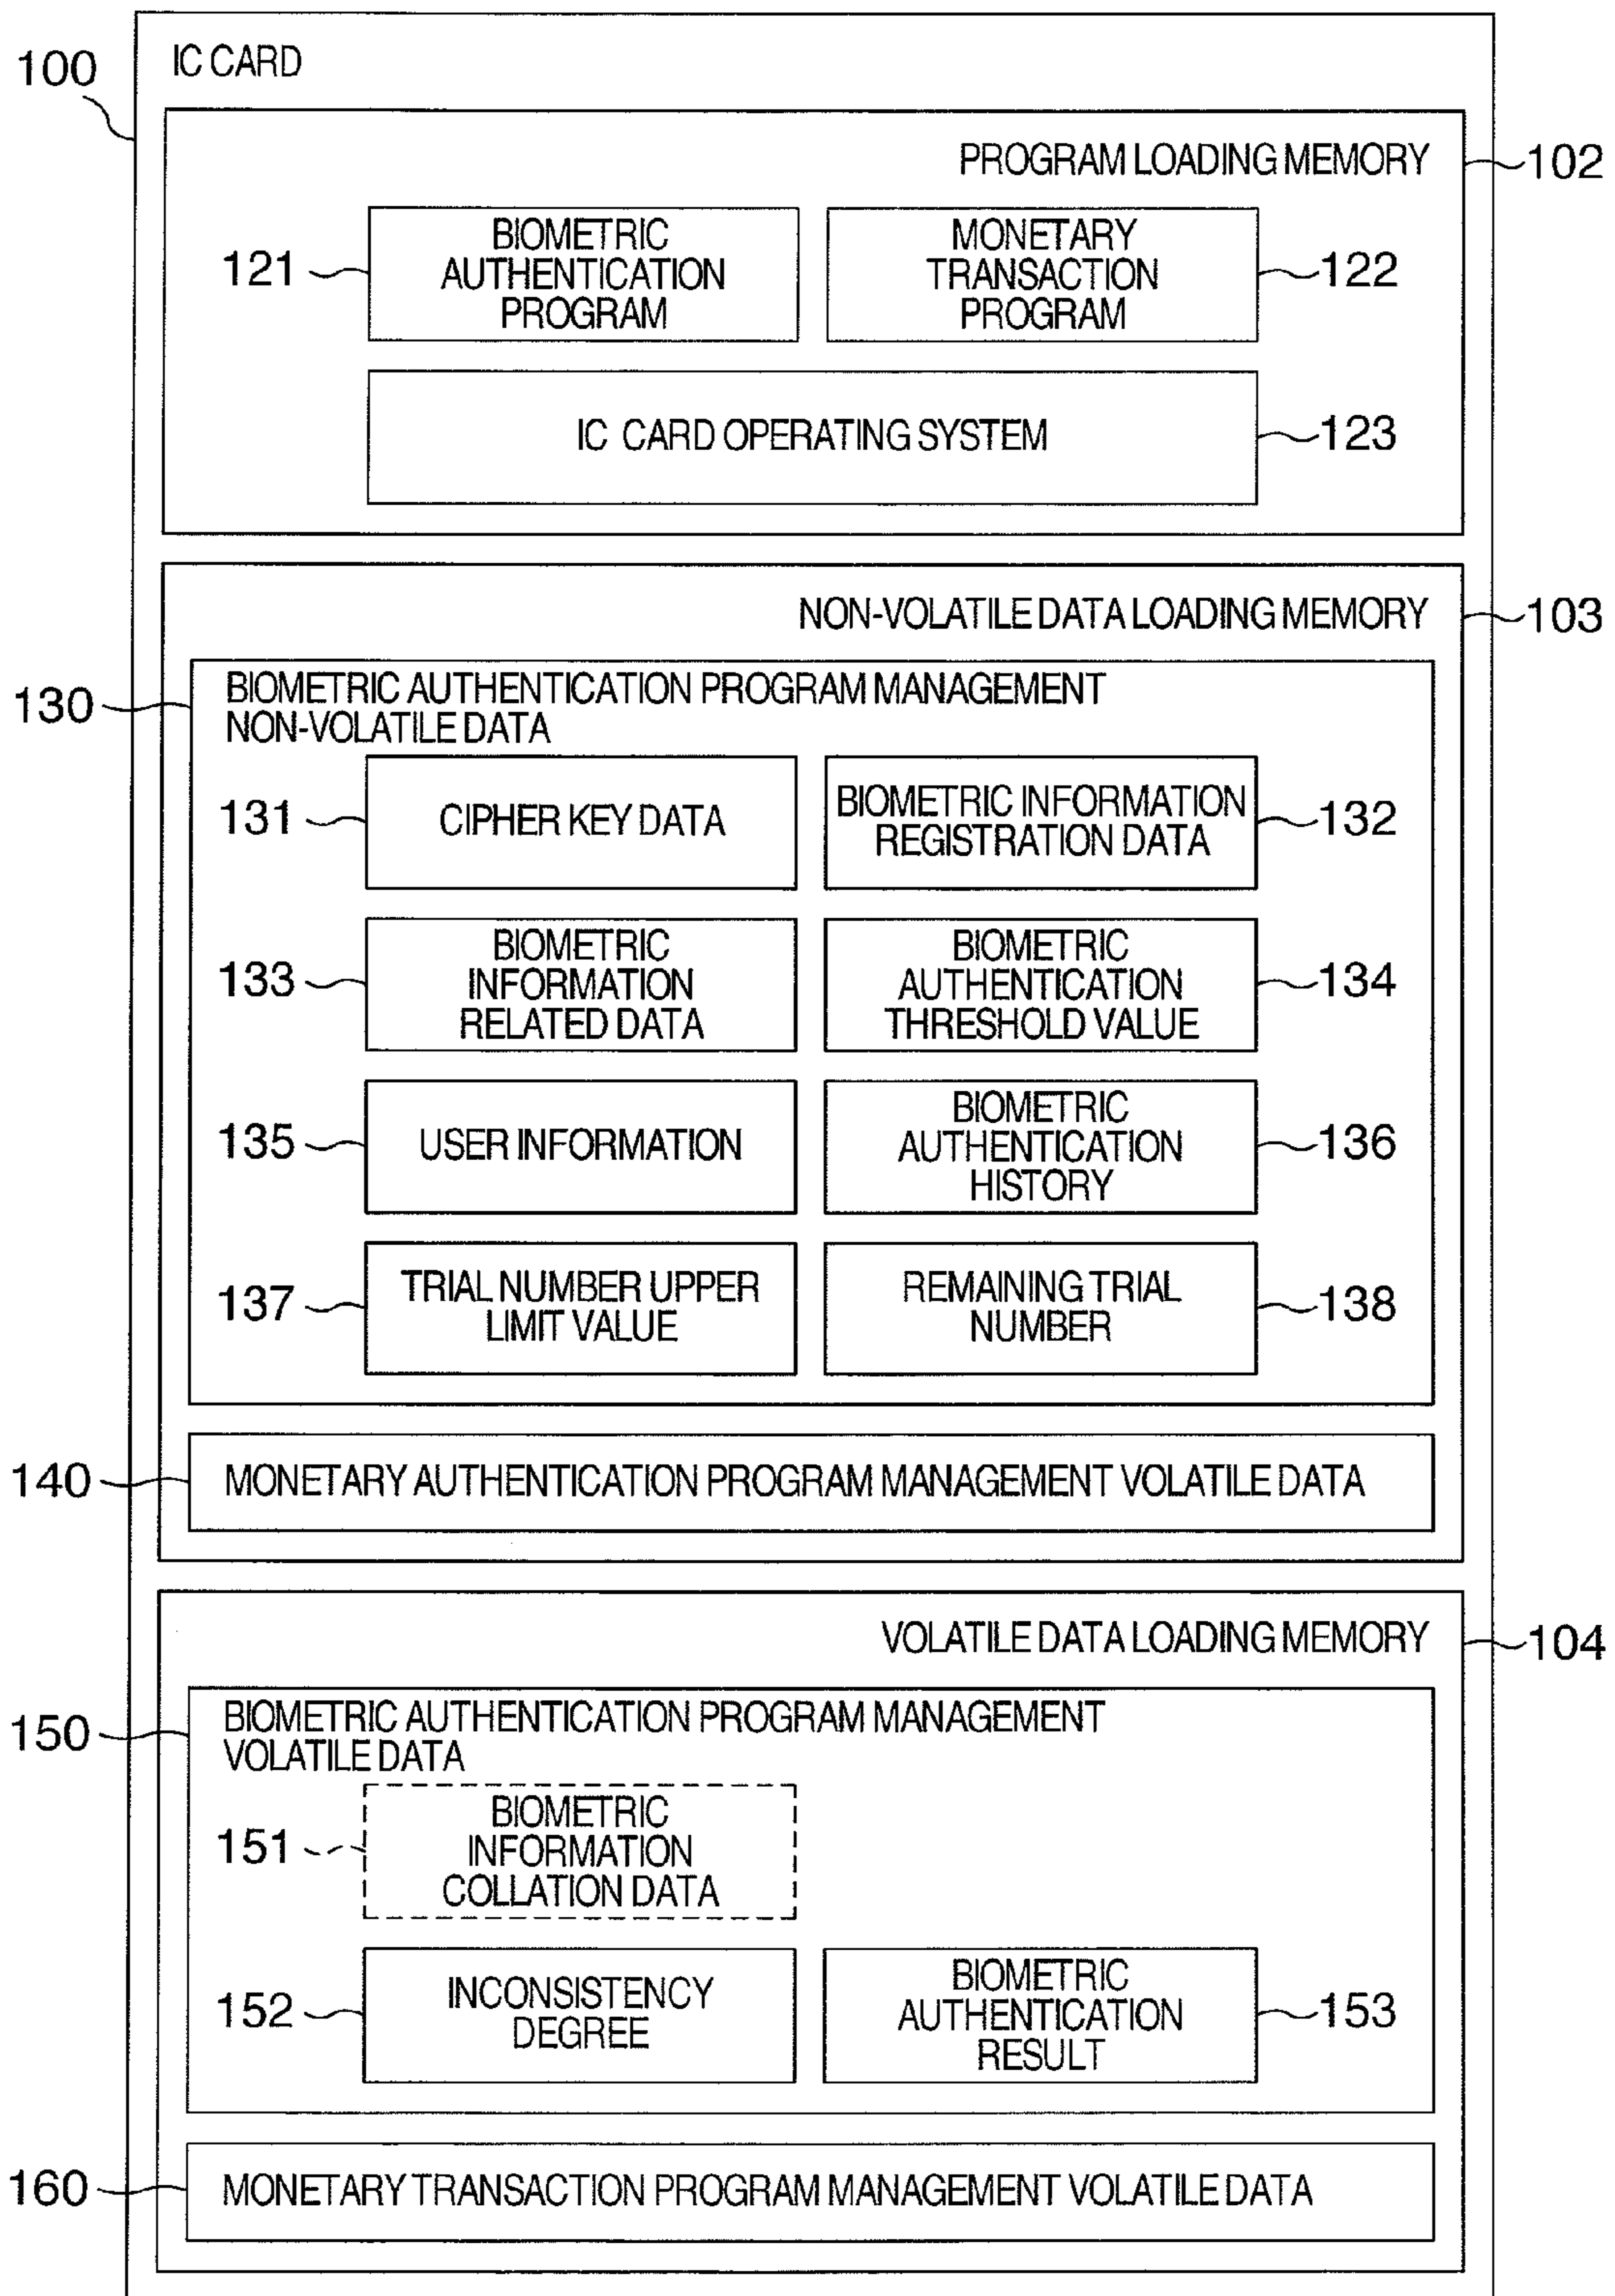 100
IC CARD
PROGRAM LOADING MEMORY
102
121
BIOMETRIC
AUTHENTICATION
PROGRAM
MONETARY
TRANSACTION
PROGRAM
122
IC CARD OPERATING SYSTEM
123
NON-VOLATILE DATA LOADING MEMORY
103
130
BIOMETRIC AUTHENTICATION PROGRAM MANAGEMENT
NON-VOLATILE DATA
131
CIPHER KEY DATA
BIOMETRIC INFORMATION
REGISTRATION DATA
132
133
BIOMETRIC
INFORMATION
RELATED DATA
BIOMETRIC
AUTHENTICATION
THRESHOLD VALUE
134
135
USER INFORMATION
BIOMETRIC
AUTHENTICATION
HISTORY
136
137
TRIAL NUMBER UPPER
LIMIT VALUE
REMAINING TRIAL
NUMBER
138
140
MONETARY AUTHENTICATION PROGRAM MANAGEMENT VOLATILE DATA
VOLATILE DATA LOADING MEMORY
104
150
BIOMETRIC AUTHENTICATION PROGRAM MANAGEMENT
VOLATILE DATA
151
BIOMETRIC
INFORMATION
COLLATION DATA
152
INCONSISTENCY
DEGREE
BIOMETRIC
AUTHENTICATION
RESULT
153
160
MONETARY TRANSACTION PROGRAM MANAGEMENT VOLATILE DATA